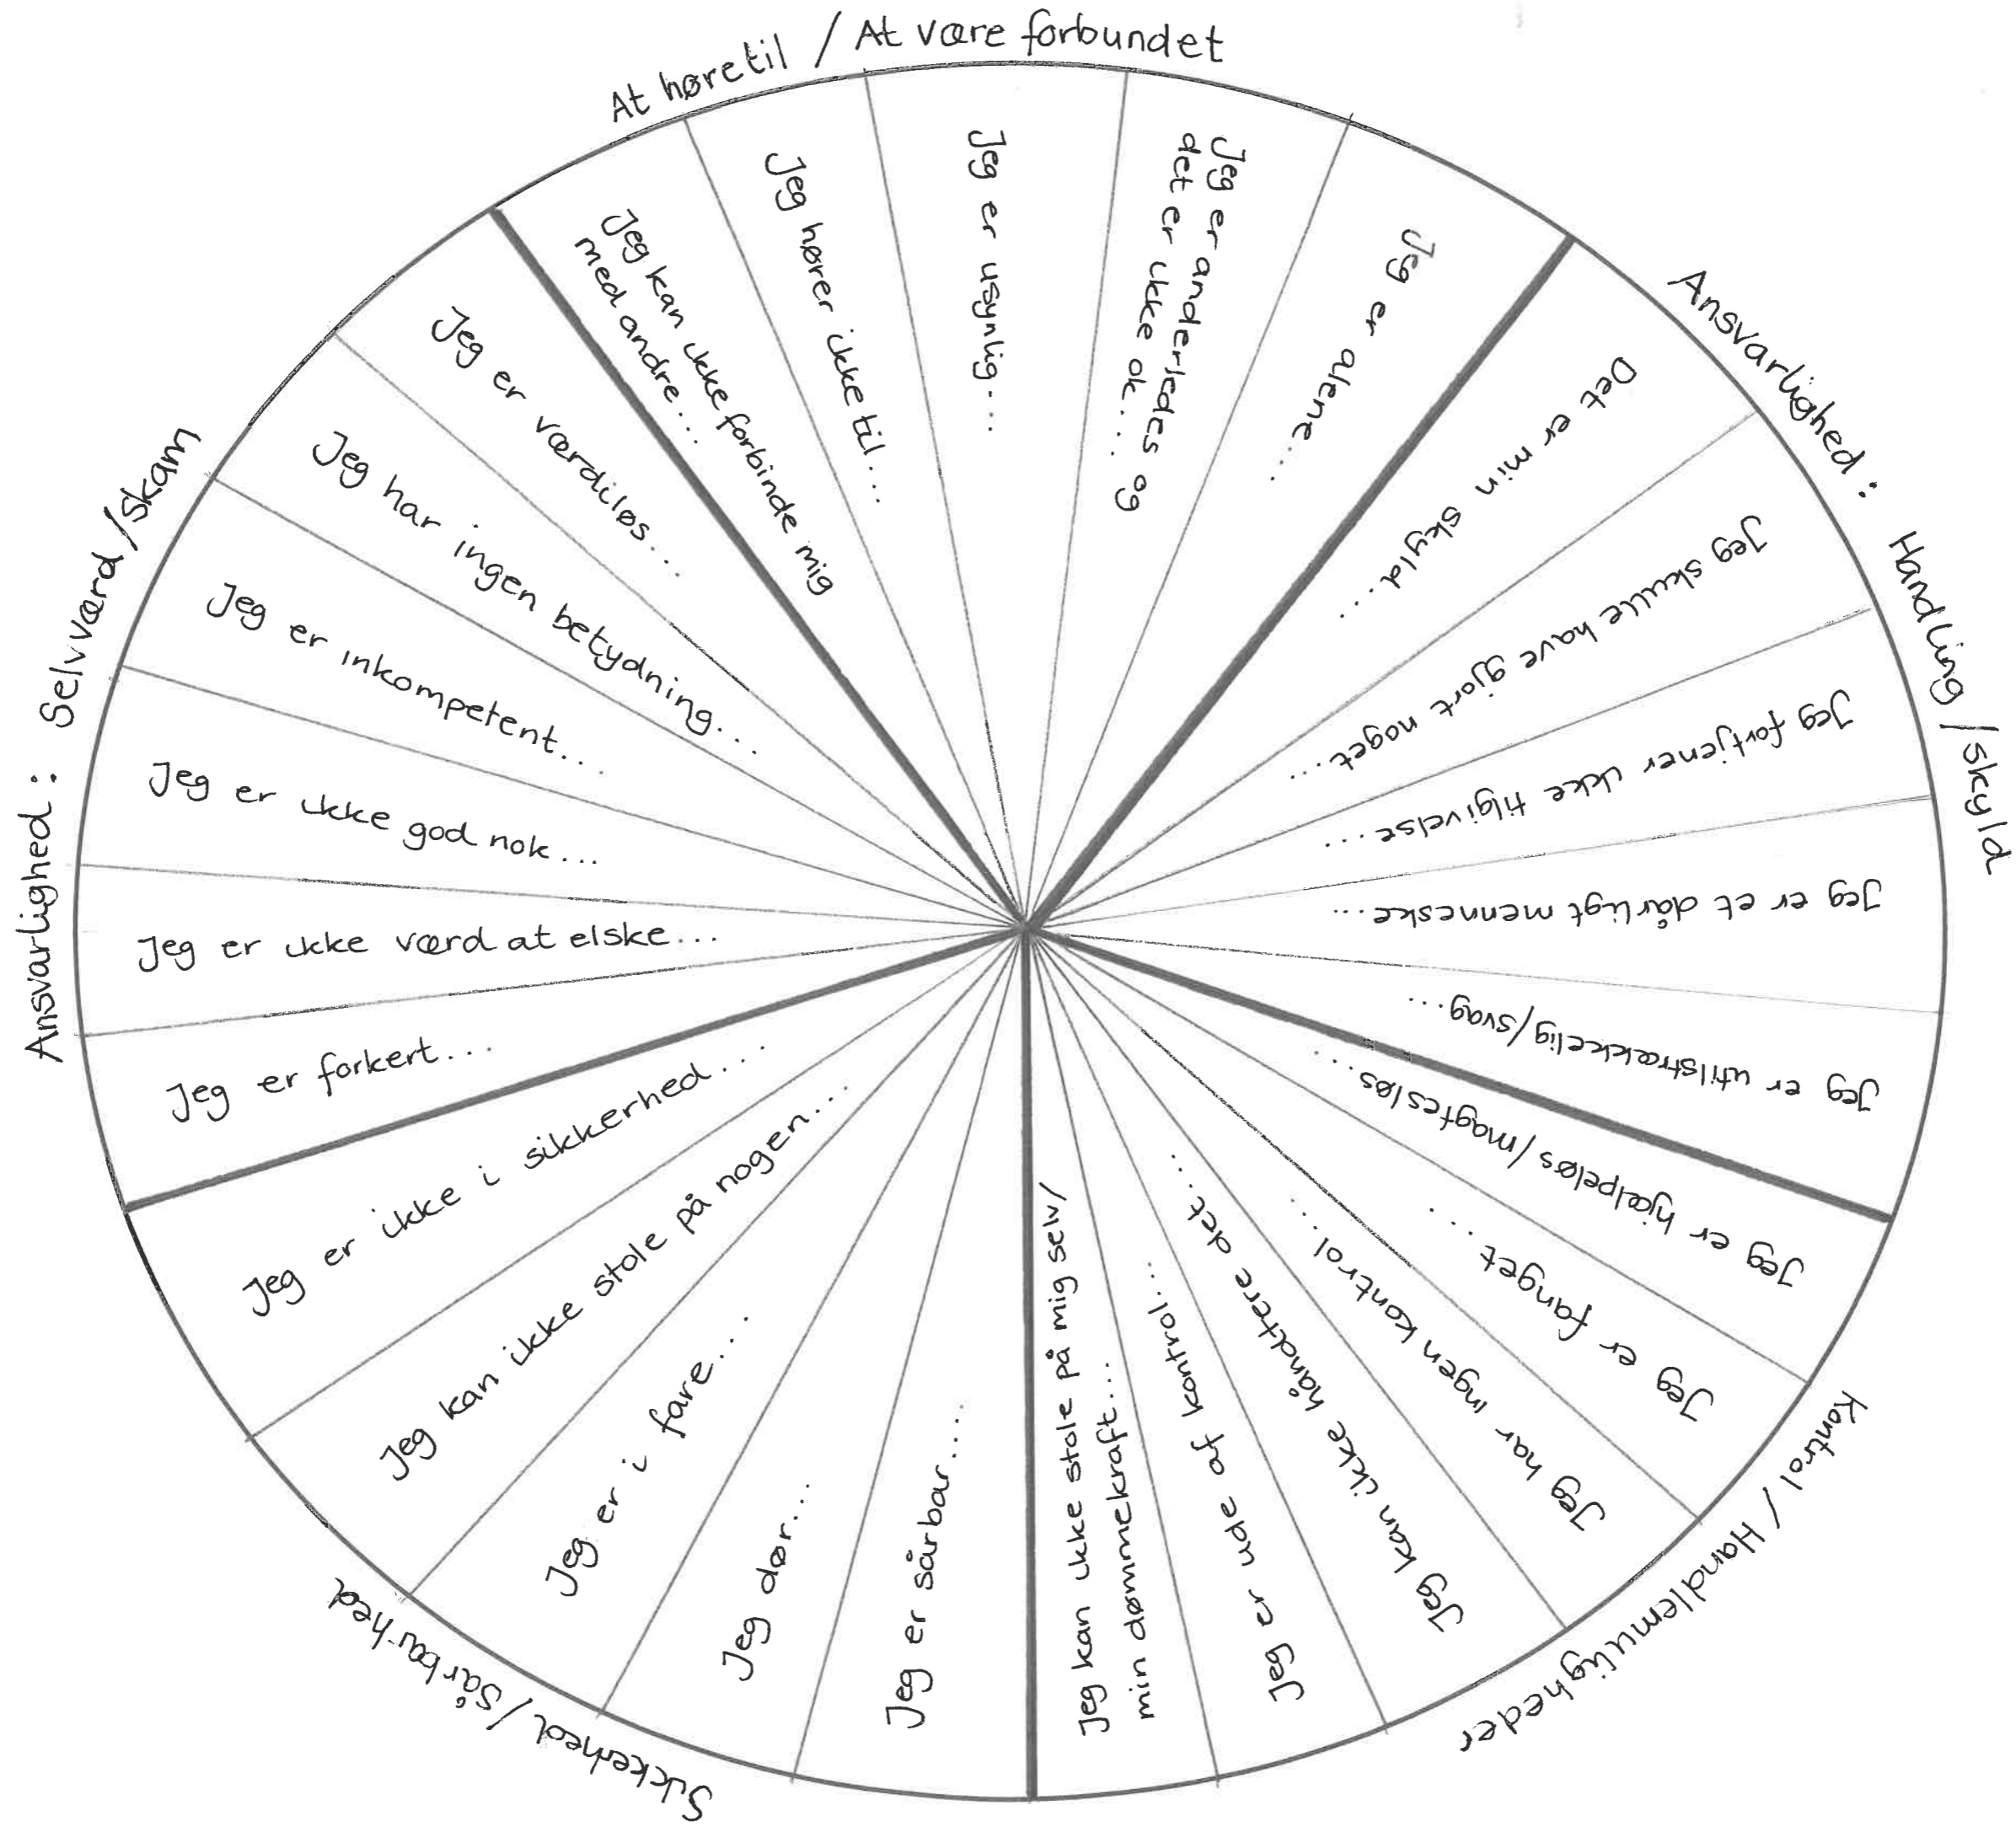 At høre til / At være forbundet
Jeg kan ikke forbinde mig
med andre...
Jeg hører ikke til...
Jeg er usynlig...
Jeg er anderledes og
det er ikke ok...
Jeg er alene...
Ansvarlighed: Handling / skyld
Det er min skyld...
Jeg skulle have gjort noget...
Jeg fortjener ikke tilgivelse...
Jeg er et dårligt menneske...
Jeg er utilstrækkelig/svag...
Kontrol / Handlemuligheder
Jeg er hjælpeløs/magtesløs...
Jeg er fanget...
Jeg har ingen kontrol...
Jeg kan ikke håndtere det...
Jeg er ude af kontrol...
Jeg kan ikke stole på mig selv/
min dømmekraft...
Sikkerhed / Sårbarhed
Jeg er sårbar...
Jeg dør...
Jeg er i fare...
Jeg kan ikke stole på nogen...
Jeg er ikke i sikkerhed...
Ansvarlighed: Selvværd / skam
Jeg er forkert...
Jeg er ikke værd at elske...
Jeg er ikke god nok...
Jeg er inkompetent...
Jeg har ingen betydning...
Jeg er værdiløs...